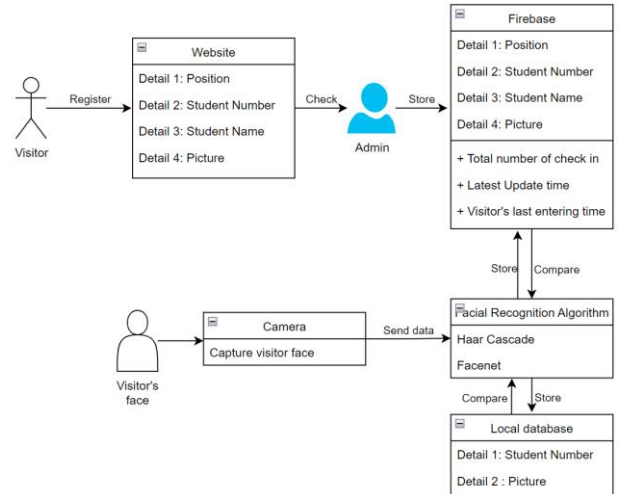 Website
Detail 1: Position
Detail 2: Student Number
Detail 3: Student Name
Detail 4: Picture
Register
Visitor
Check
Admin
Store
Firebase
Detail 1: Position
Detail 2: Student Number
Detail 3: Student Name
Detail 4: Picture
+ Total number of check in
+ Latest Update time
+ Visitor's last entering time
Store
Compare
Visitor's
face
Camera
Capture visitor face
Send data
Facial Recognition Algorithm
Haar Cascade
Facenet
Compare
Store
Local database
Detail 1: Student Number
Detail 2 : Picture